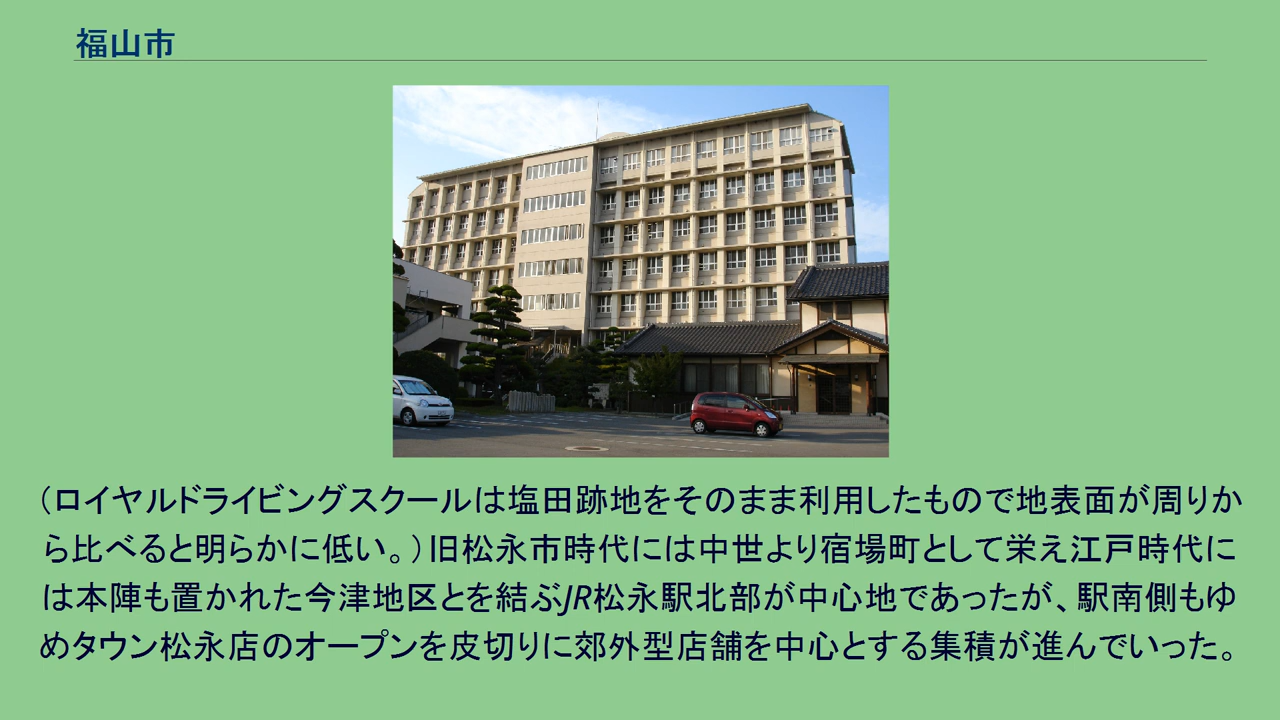 福山市
（ロイヤルドライビングスクールは塩田跡地をそのまま利用したもので地表面が周りか
ら比べると明らかに低い。）旧松永市時代には中世より宿場町として栄え江戸時代に
は本陣も置かれた今津地区とを結ぶJR松永駅北部が中心地であったが、駅南側もゆ
めタウン松永店のオープンを皮切りに郊外型店舗を中心とする集積が進んでいった。